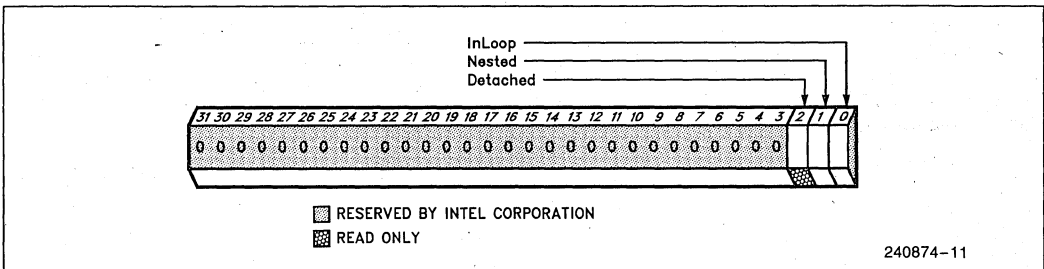 InLoop
Nested
Detached
31 30 29 28 27 26 25 24 23 22 21 20 19 18 17 16 15 14 13 12 11 10 9 8 7 6 5 4 3 2 1 0
0 0 0 0 0 0 0 0 0 0 0 0 0 0 0 0 0 0 0 0 0 0 0 0 0 0 0 0 0
RESERVED BY INTEL CORPORATION
READ ONLY
240874-11